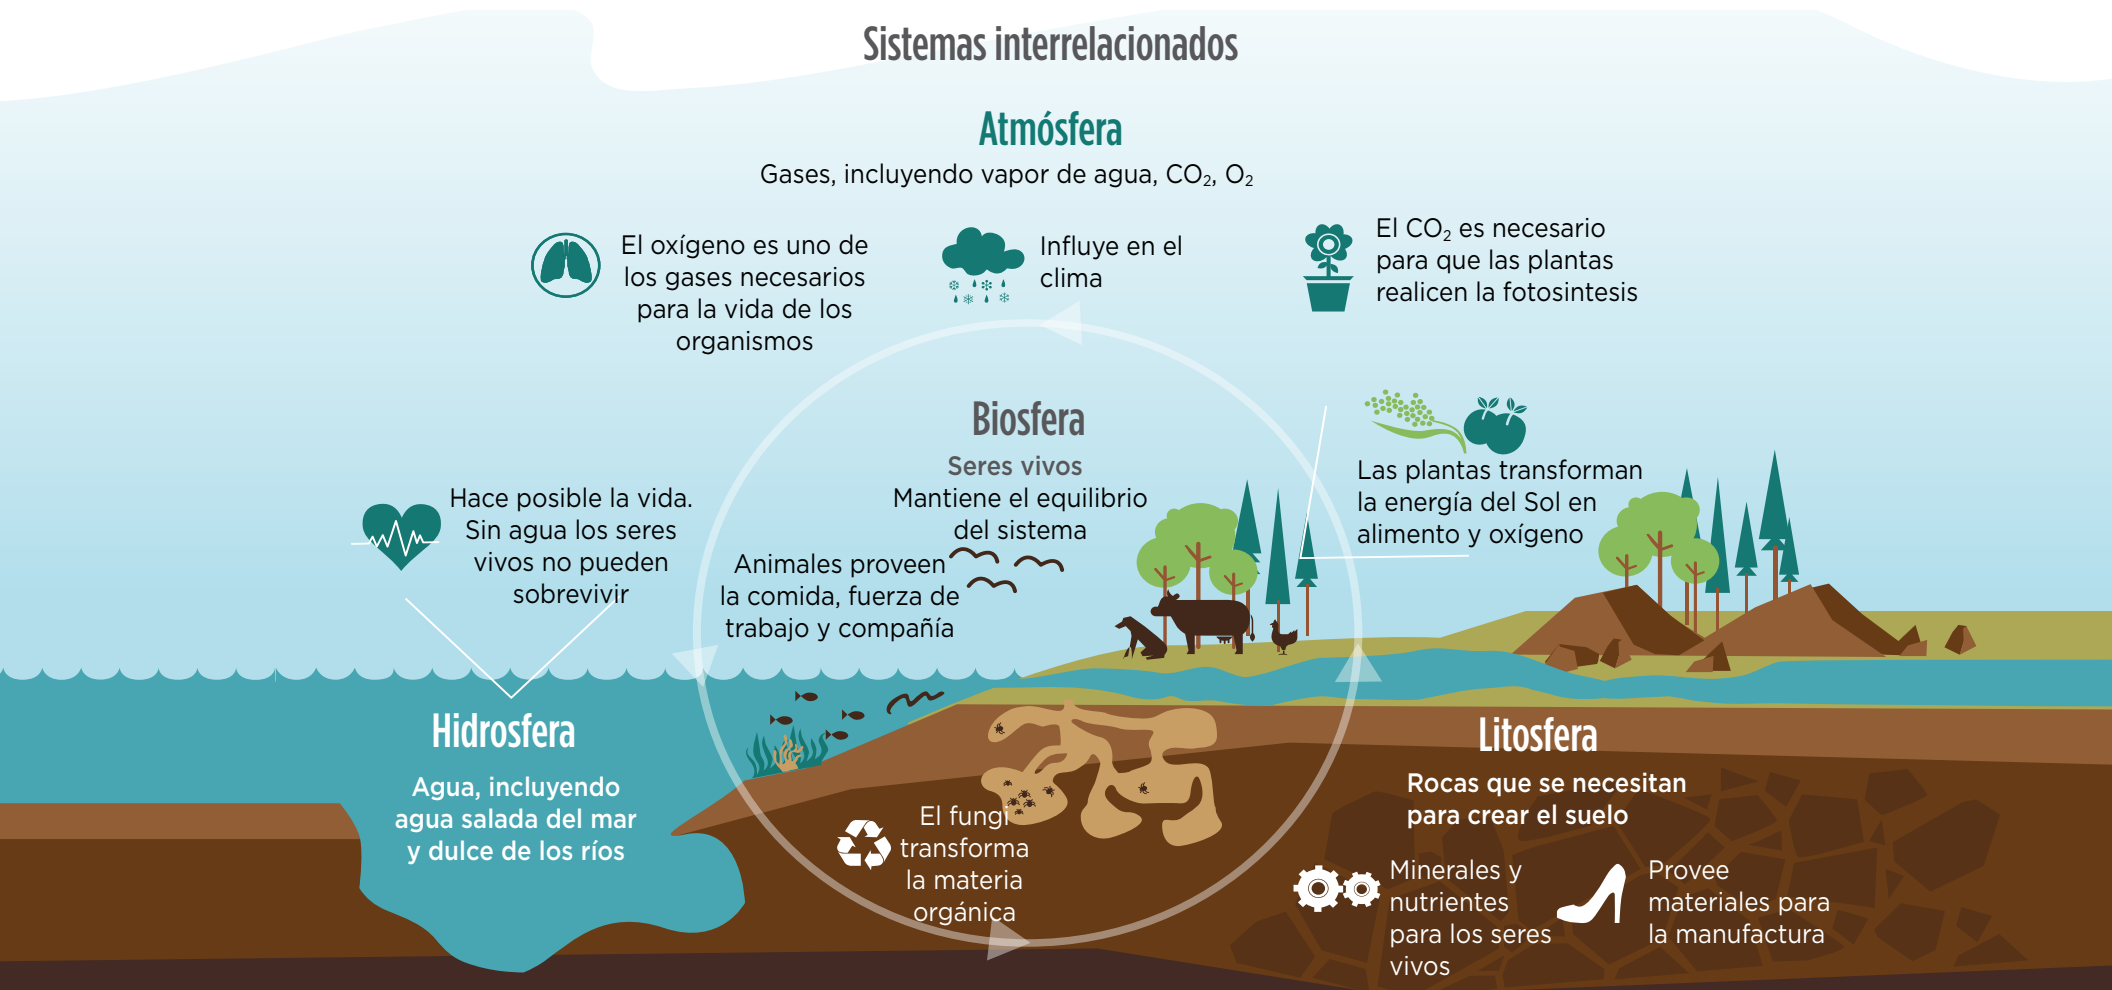 Sistemas interrelacionados
Atmósfera
Gases, incluyendo vapor de agua, CO₂, O₂
El oxígeno es uno de
los gases necesarios
para la vida de los
organismos
Influye en el
clima
El CO₂ es necesario
para que las plantas
realicen la fotosintesis
Biosfera
Seres vivos
Mantiene el equilibrio
del sistema
Las plantas transforman
la energía del Sol en
alimento y oxígeno
Hace posible la vida.
Sin agua los seres
vivos no pueden
sobrevivir
Animales proveen
la comida, fuerza de
trabajo y compañía
Hidrosfera
Agua, incluyendo
agua salada del mar
y dulce de los ríos
El fungi
transforma
la materia
orgánica
Litosfera
Rocas que se necesitan
para crear el suelo
Minerales y
nutrientes
para los seres
vivos
Provee
materiales para
la manufactura